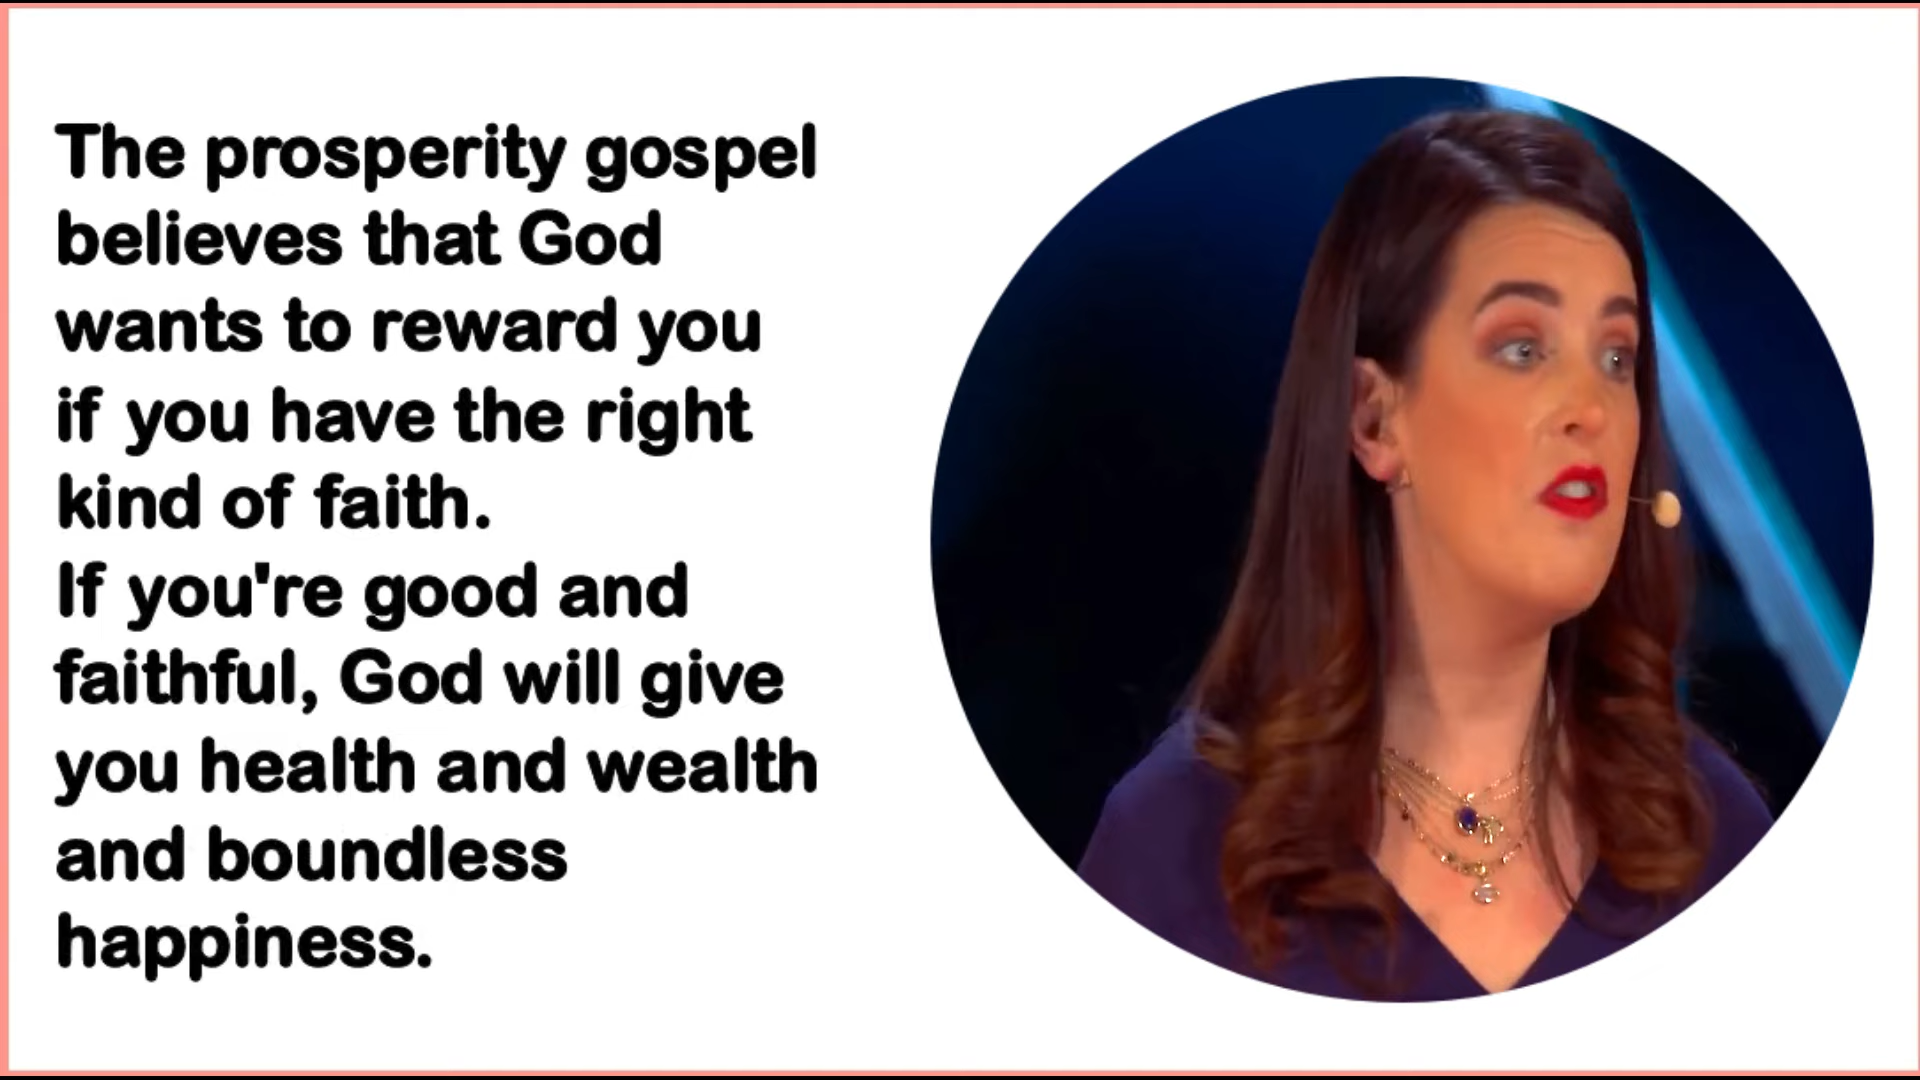 The prosperity gospel
believes that God
wants to reward you
if you have the right
kind of faith.
If you're good and
faithful, God will give
you health and wealth
and boundless
happiness.